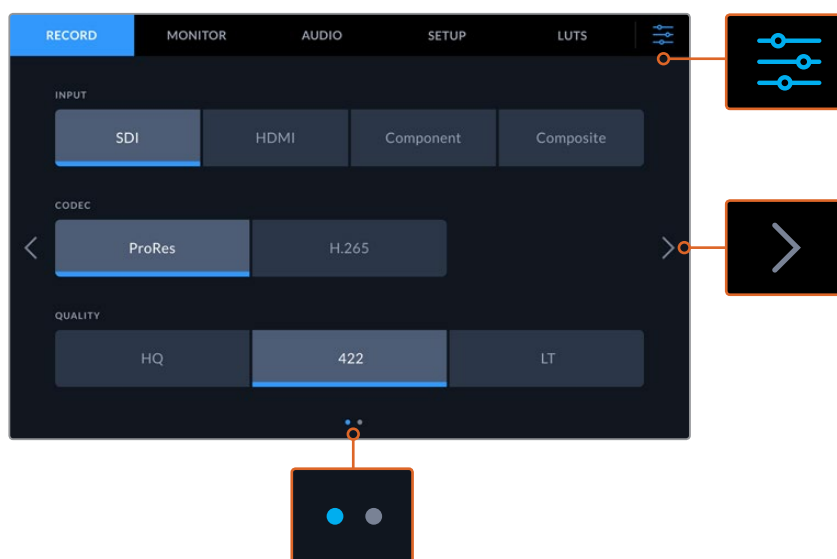 RECORD MONITOR AUDIO SETUP LUTS
INPUT
SDI HDMI Component Composite
CODEC
ProRes H.265
QUALITY
HQ 422 LT